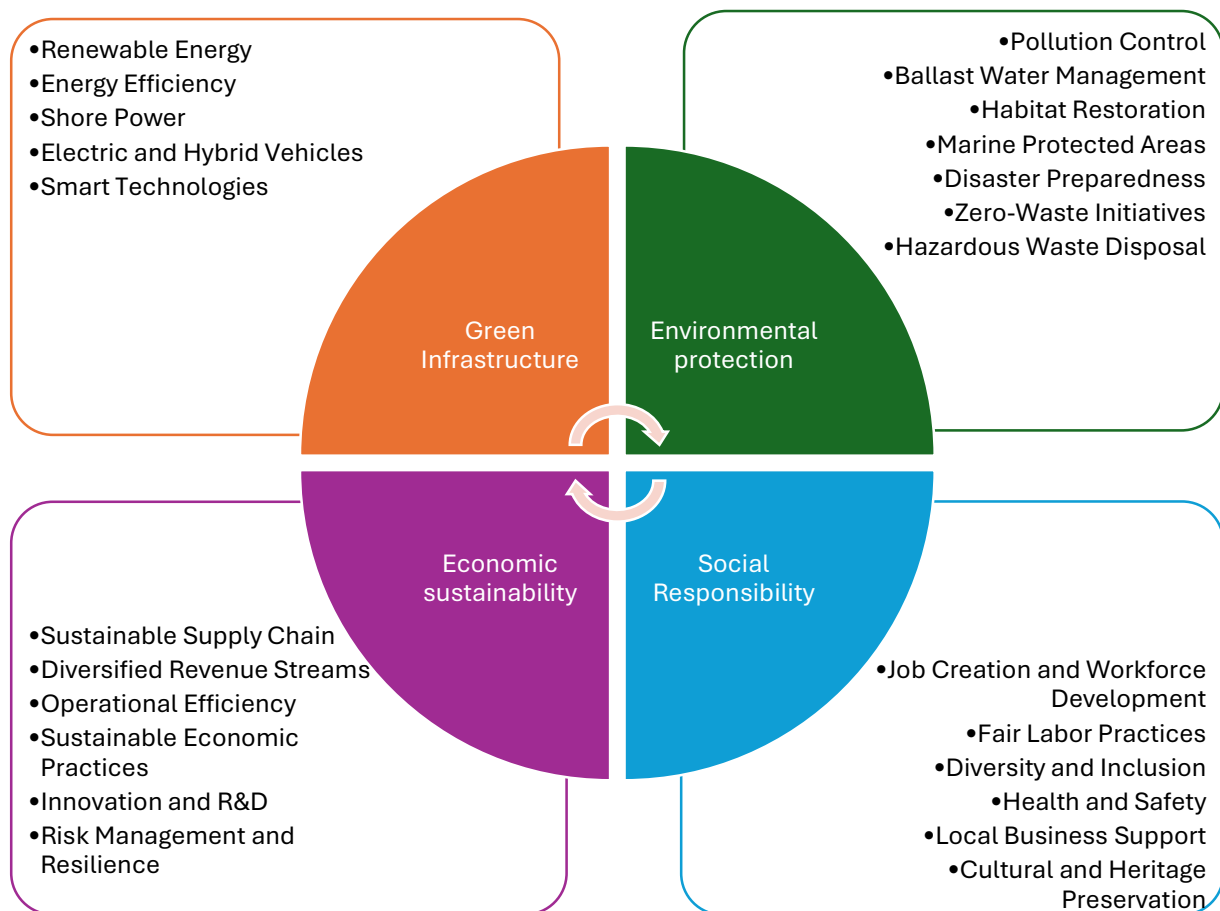 •Renewable Energy
•Energy Efficiency
•Shore Power
•Electric and Hybrid Vehicles
•Smart Technologies
•Pollution Control
•Ballast Water Management
•Habitat Restoration
•Marine Protected Areas
•Disaster Preparedness
•Zero-Waste Initiatives
•Hazardous Waste Disposal
Green
Infrastructure
Environmental
protection
Economic
sustainability
Social
Responsibility
•Sustainable Supply Chain
•Diversified Revenue Streams
•Operational Efficiency
•Sustainable Economic
Practices
•Innovation and R&D
•Risk Management and
Resilience
•Job Creation and Workforce
Development
•Fair Labor Practices
•Diversity and Inclusion
•Health and Safety
•Local Business Support
•Cultural and Heritage
Preservation